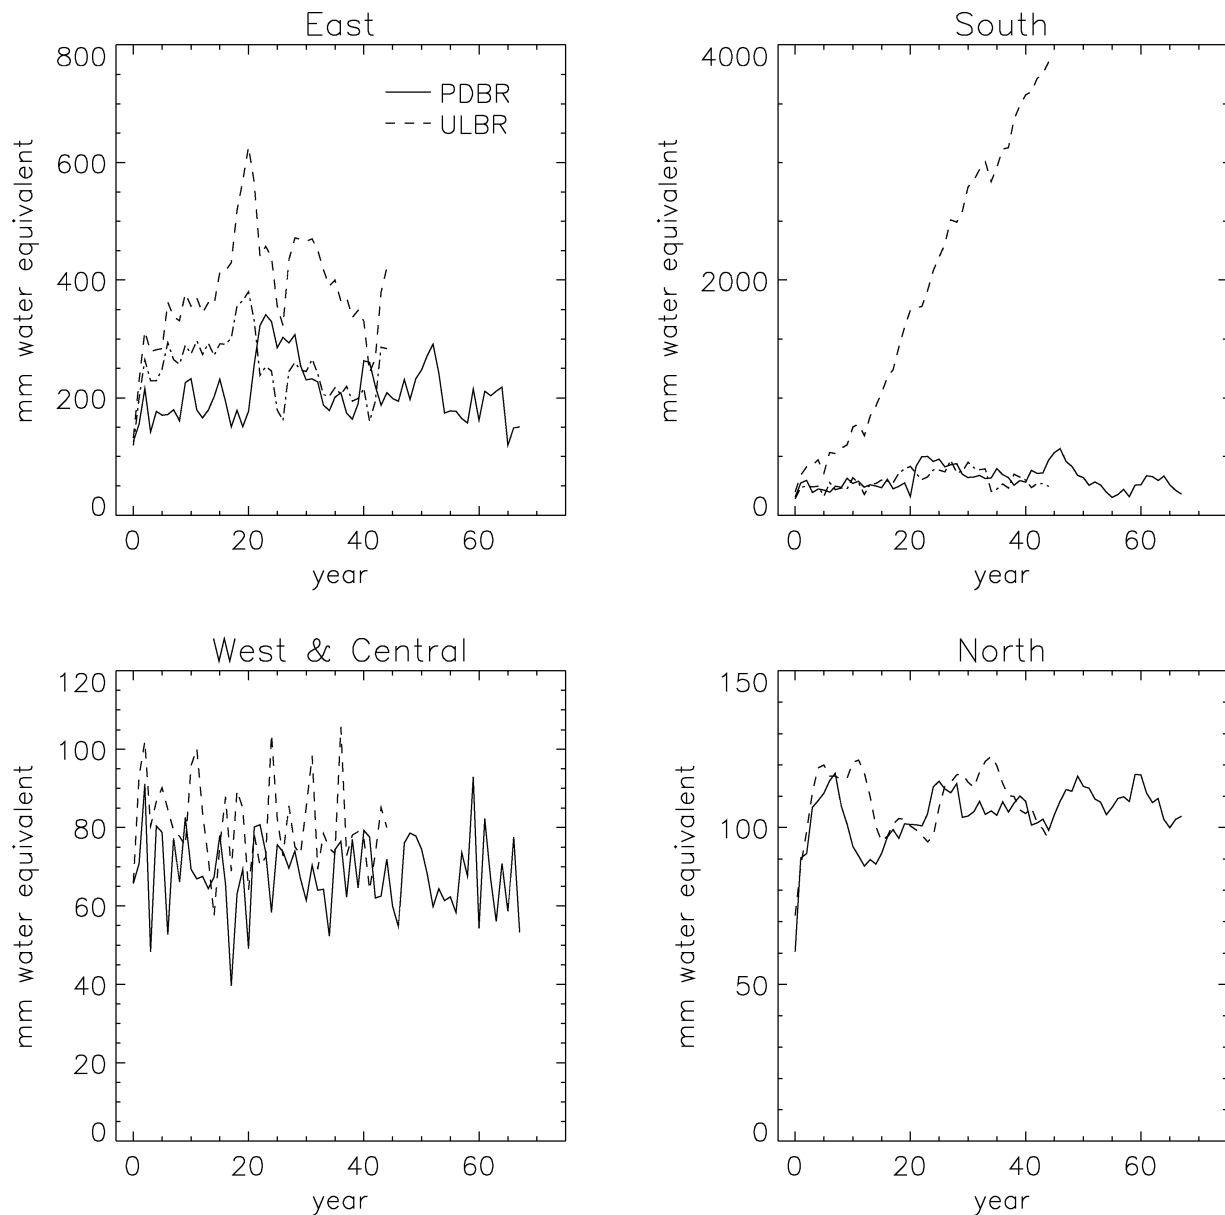 East
800
600
400
200
0
mm water equivalent
PDBR
ULBR
0 20 40 60
year
South
4000
2000
0
mm water equivalent
0 20 40 60
year
West & Central
120
100
80
60
40
20
0
mm water equivalent
0 20 40 60
year
North
150
100
50
0
mm water equivalent
0 20 40 60
year